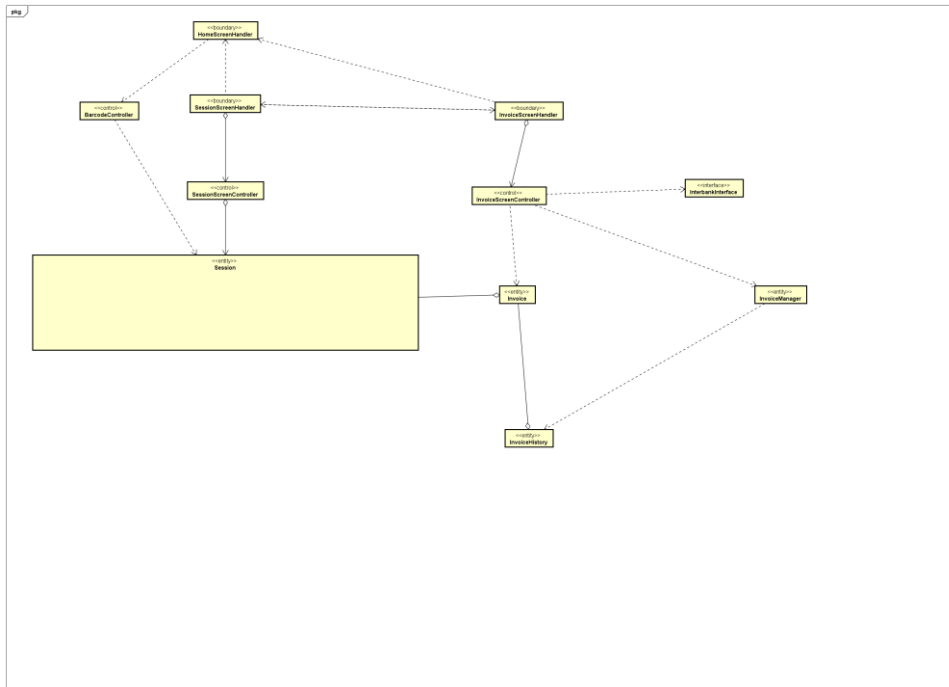 pkg
<<boundary>>
HomeScreenHandler
<<control>>
BarcodeController
<<boundary>>
SessionScreenHandler
<<boundary>>
InvoiceScreenHandler
<<control>>
SessionScreenController
<<control>>
InvoiceScreenController
<<interface>>
InterbankInterface
<<entity>>
Session
<<entity>>
Invoice
<<entity>>
InvoiceManager
<<entity>>
InvoiceHistory